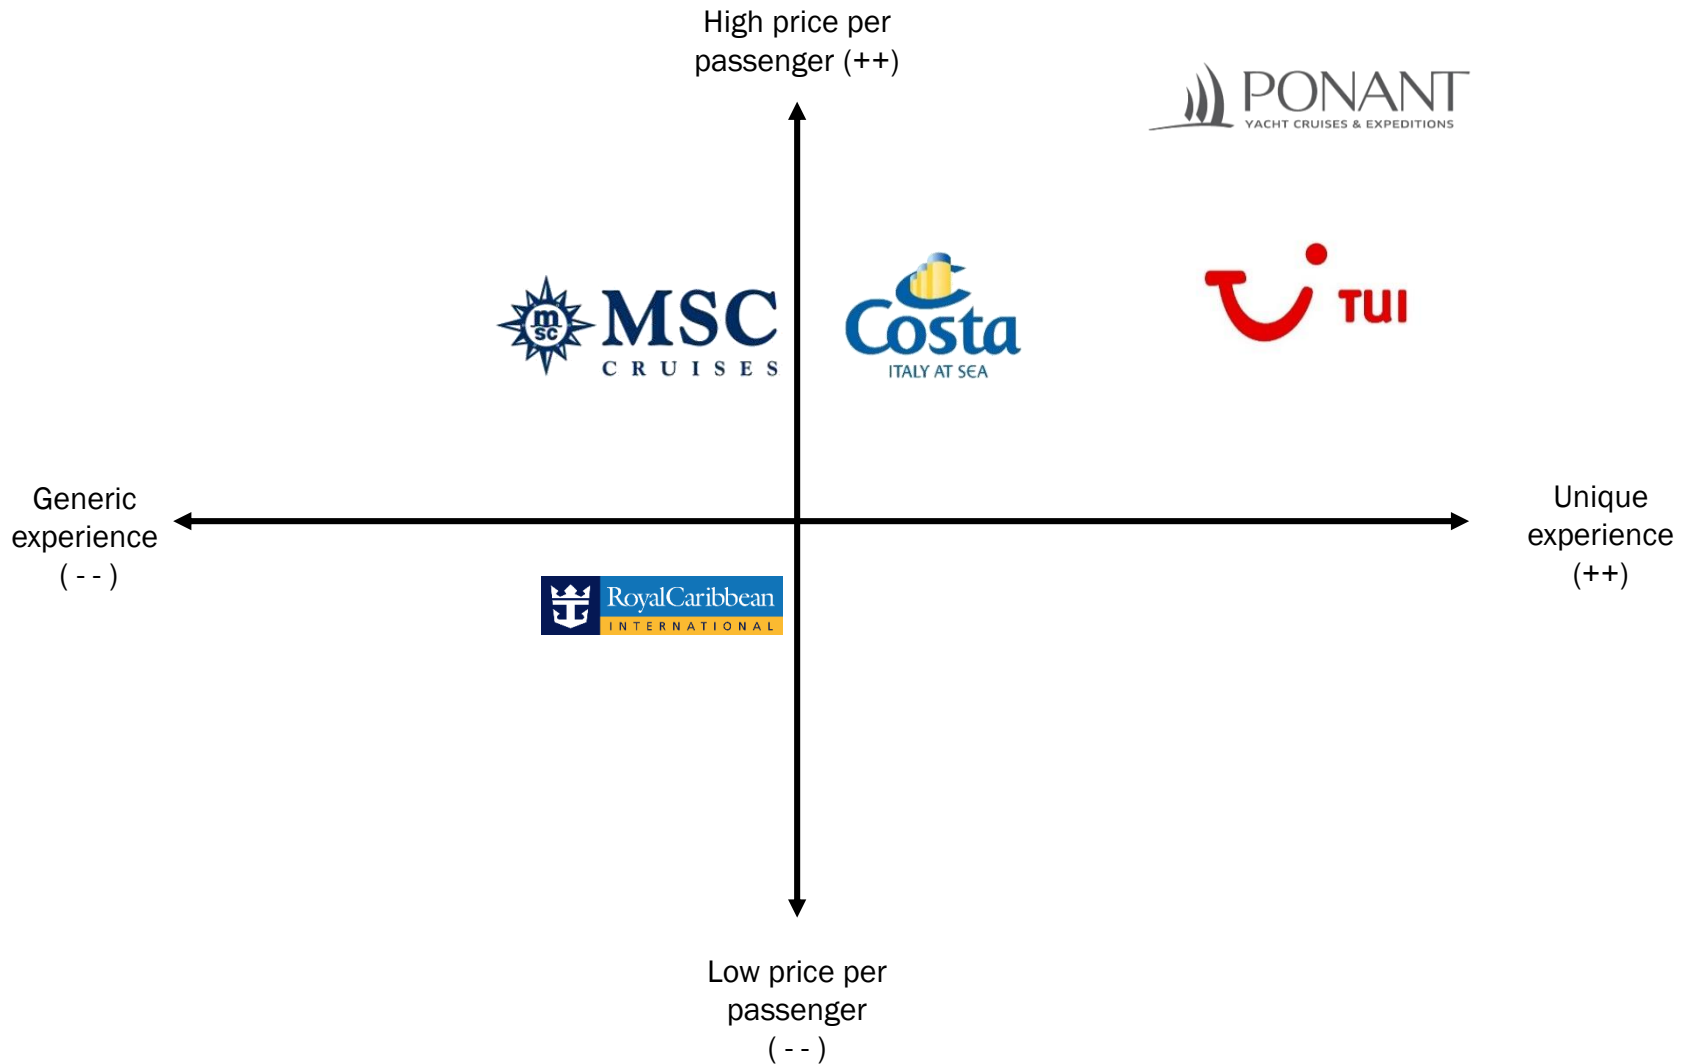 High price per
passenger (++)
PONANT
YACHT CRUISES & EXPEDITIONS
MSC
CRUISES
m
sc
Costa
ITALY AT SEA
TUI
Generic
experience
( - - )
Unique
experience
(++)
RoyalCaribbean
INTERNATIONAL
Low price per
passenger
( - - )